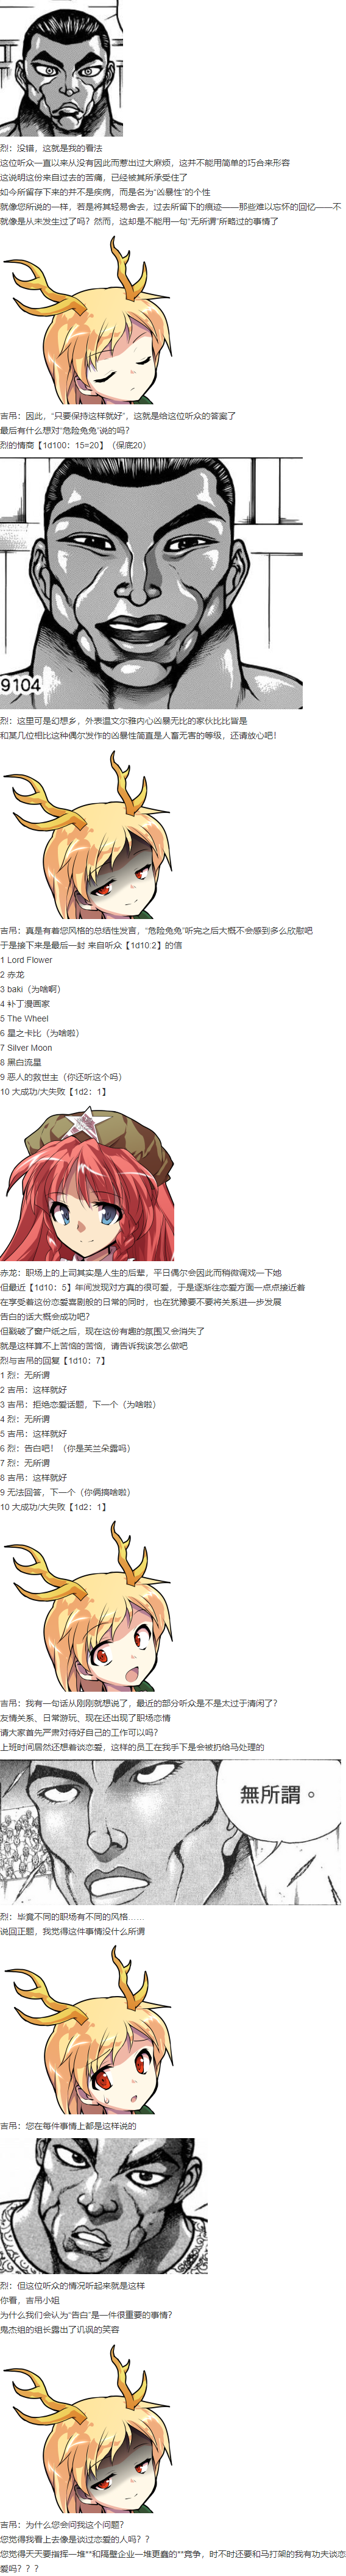 烈：没错，这就是我的看法
这位听众一直以来从没有因此而惹出过大麻烦，这并不能用简单的巧合来形容
这说明这份来自过去的苦痛，已经被其所承受住了
如今所留存下来的并不是疾病，而是名为“凶暴性”的个性
就像您所说的一样，若是将其轻易舍去，过去所留下的痕迹——那些难以忘怀的回忆——不
就像是从未发生过了吗？然而，这却是不能用一句“无所谓”所略过的事情了
吉吊：因此，“只要保持这样就好”，这就是给这位听众的答案了
最后有什么想对“危险兔兔”说的吗？
烈的情商【1d100：15=20】（保底20）
9104
烈：这里可是幻想乡，外表温文尔雅内心凶暴无比的家伙比比皆是
和某几位相比这种偶尔发作的凶暴性简直是人畜无害的等级，还请放心吧！
吉吊：真是有着您风格的总结性发言，“危险兔兔”听完之后大概不会感到多么欣慰吧
于是接下来是最后一封 来自听众【1d10:2】的信
1 Lord Flower
2 赤龙
3 baki（为啥啊）
4 补丁漫画家
5 The Wheel
6 星之卡比（为啥啦）
7 Silver Moon
8 黑白流星
9 恶人的救世主（你还听这个吗）
10 大成功/大失败【1d2：1】
赤龙：职场上的上司其实是人生的后辈，平日偶尔会因此而稍微调戏一下她
但最近【1d10：5】年间发现对方真的很可爱，于是逐渐往恋爱方面一点点接近着
在享受着这份恋爱喜剧般的日常的同时，也在犹豫要不要将关系进一步发展
告白的话大概会成功吧？
但戳破了窗户纸之后，现在这份有趣的氛围又会消失了
就是这样算不上苦恼的苦恼，请告诉我该怎么做吧
烈与吉吊的回复【1d10：7】
1 烈：无所谓
2 吉吊：这样就好
3 吉吊：拒绝恋爱话题，下一个（为啥啦）
4 烈：无所谓
5 吉吊：这样就好
6 烈：告白吧！（你是芙兰朵露吗）
7 烈：无所谓
8 吉吊：这样就好
9 无法回答，下一个（你俩搞啥啦）
10 大成功/大失败【1d2：1】
吉吊：我有一句话从刚刚就想说了，最近的部分听众是不是太过于清闲了？
友情关系、日常游玩、现在还出现了职场恋情
请大家首先严肃对待好自己的工作可以吗？
上班时间居然还想着谈恋爱，这样的员工在我手下是会被扔给马处理的
無所謂。
烈：毕竟不同的职场有不同的风格……
说回正题，我觉得这件事情没什么所谓
吉吊：您在每件事情上都是这样说的
烈：但这位听众的情况听起来就是这样
你看，吉吊小姐
为什么我们会认为“告白”是一件很重要的事情？
鬼杰组的组长露出了讥讽的笑容
吉吊：为什么您会问我这个问题？
您觉得我看上去像是谈过恋爱的人吗？？
您觉得天天要指挥一堆**和隔壁企业一堆更蠢的**竞争，时不时还要和马打架的我有功夫谈恋
爱吗？？？